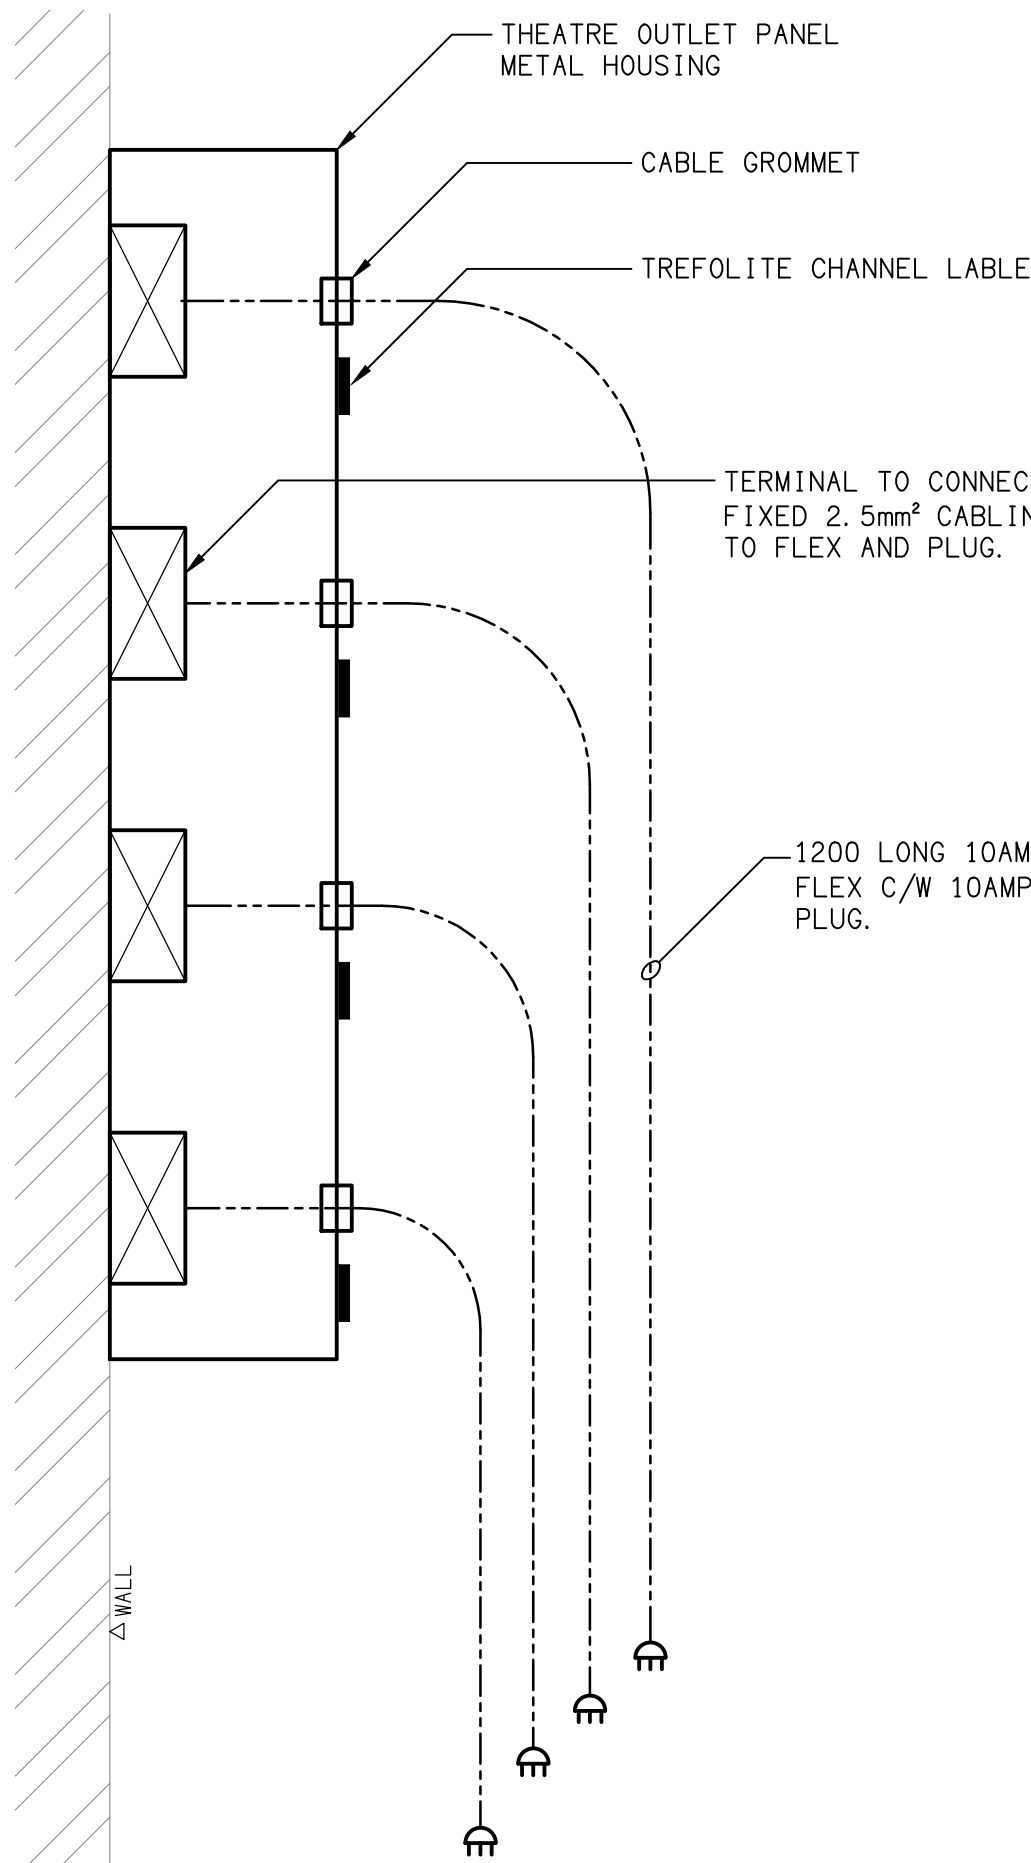 THEATRE OUTLET PANEL
METAL HOUSING
CABLE GROMMET
TREFOLITE CHANNEL LABLE
TERMINAL TO CONNEC
FIXED 2.5mm² CABLIN
TO FLEX AND PLUG.
1200 LONG 10AM
FLEX C/W 10AMP
PLUG.
WALL